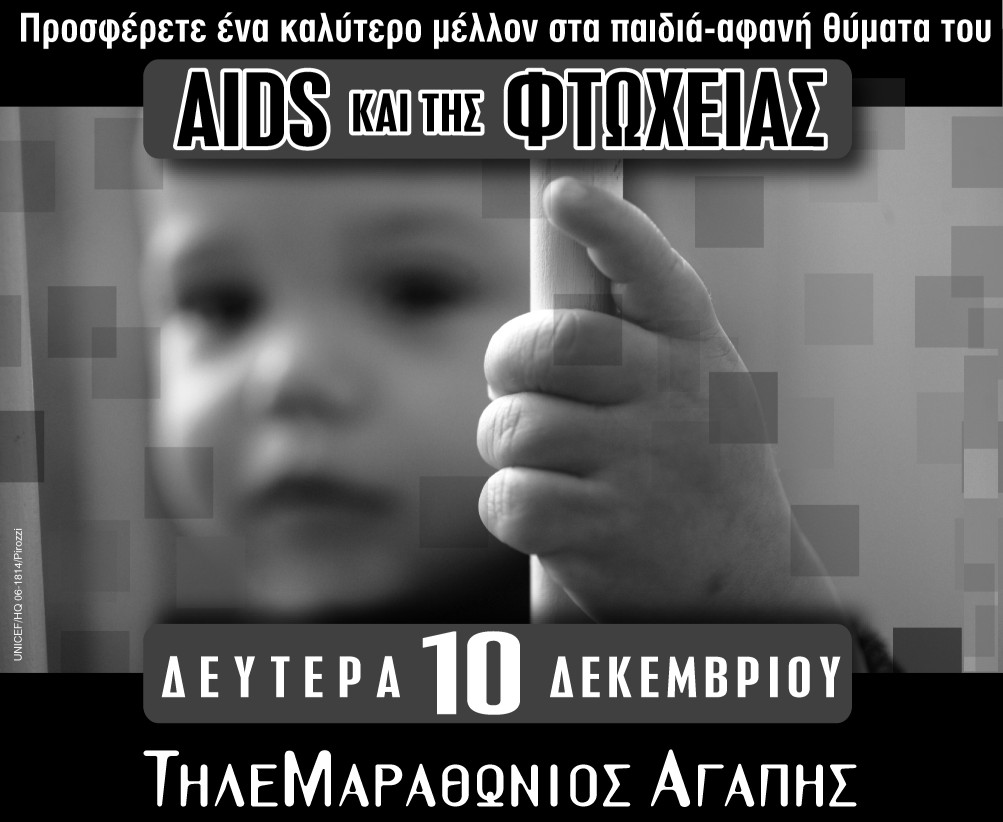 Προσφέρετε ένα καλύτερο μέλλον στα παιδιά-αφανή θύματα του
AIDS ΚΑΙ ΤΗΣ ΦΤΩΧΕΙΑΣ
UNICEF/HQ 06-1814/Pirozzi
ΔΕΥΤΕΡΑ 10 ΔΕΚΕΜΒΡΙΟΥ
ΤΗΛΕΜΑΡΑΘΩΝΙΟΣ ΑΓΑΠΗΣ